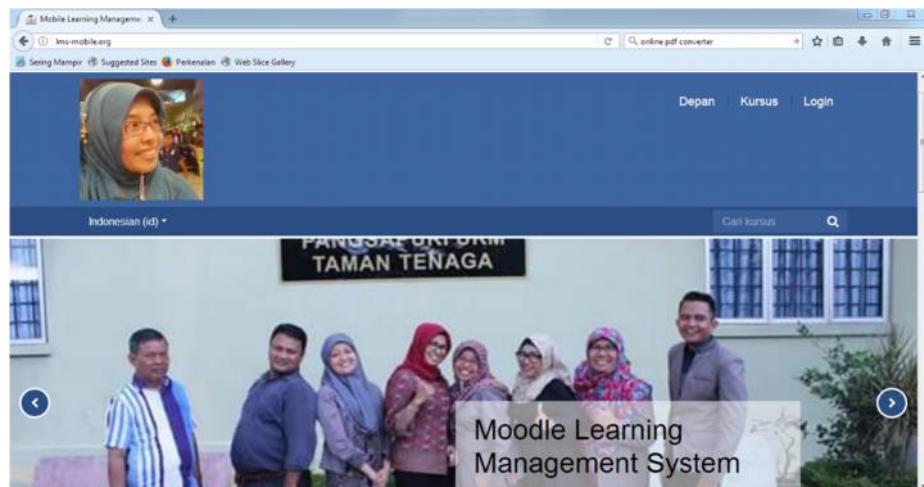 Mobile Learning Manageme
lms-mobile.org
online pdf converter
Sering Mampir Suggested Sites Perkenalan Web Slice Gallery
Depan Kursus Login
Indonesian (id)
Cari kursus
TAMAN TENAGA
Moodle Learning
Management System